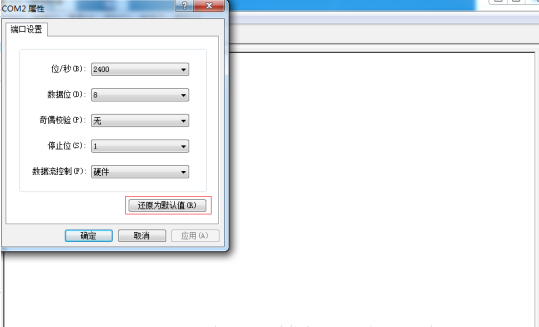 COM2 属性
端口设置
位/秒(B): 2400
数据位(D): 8
奇偶校验(P): 无
停止位(S): 1
数据流控制(F): 硬件
还原为默认值(R)
确定 取消 应用(A)